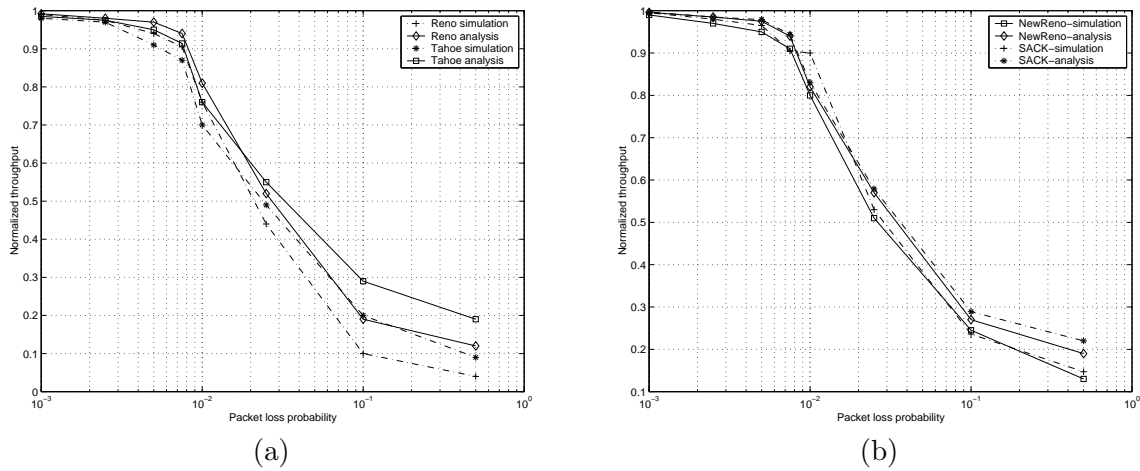 1
0.9
0.8
0.7
0.6
0.5
0.4
0.3
0.2
0.1
0
Normalized throughput
10⁻³
10⁻²
10⁻¹
10⁰
Packet loss probability
Reno simulation
Reno analysis
Tahoe simulation
Tahoe analysis
(a)
1
0.9
0.8
0.7
0.6
0.5
0.4
0.3
0.2
0.1
Normalized throughput
10⁻³
10⁻²
10⁻¹
10⁰
Packet loss probability
NewReno-simulation
NewReno-analysis
SACK-simulation
SACK-analysis
(b)